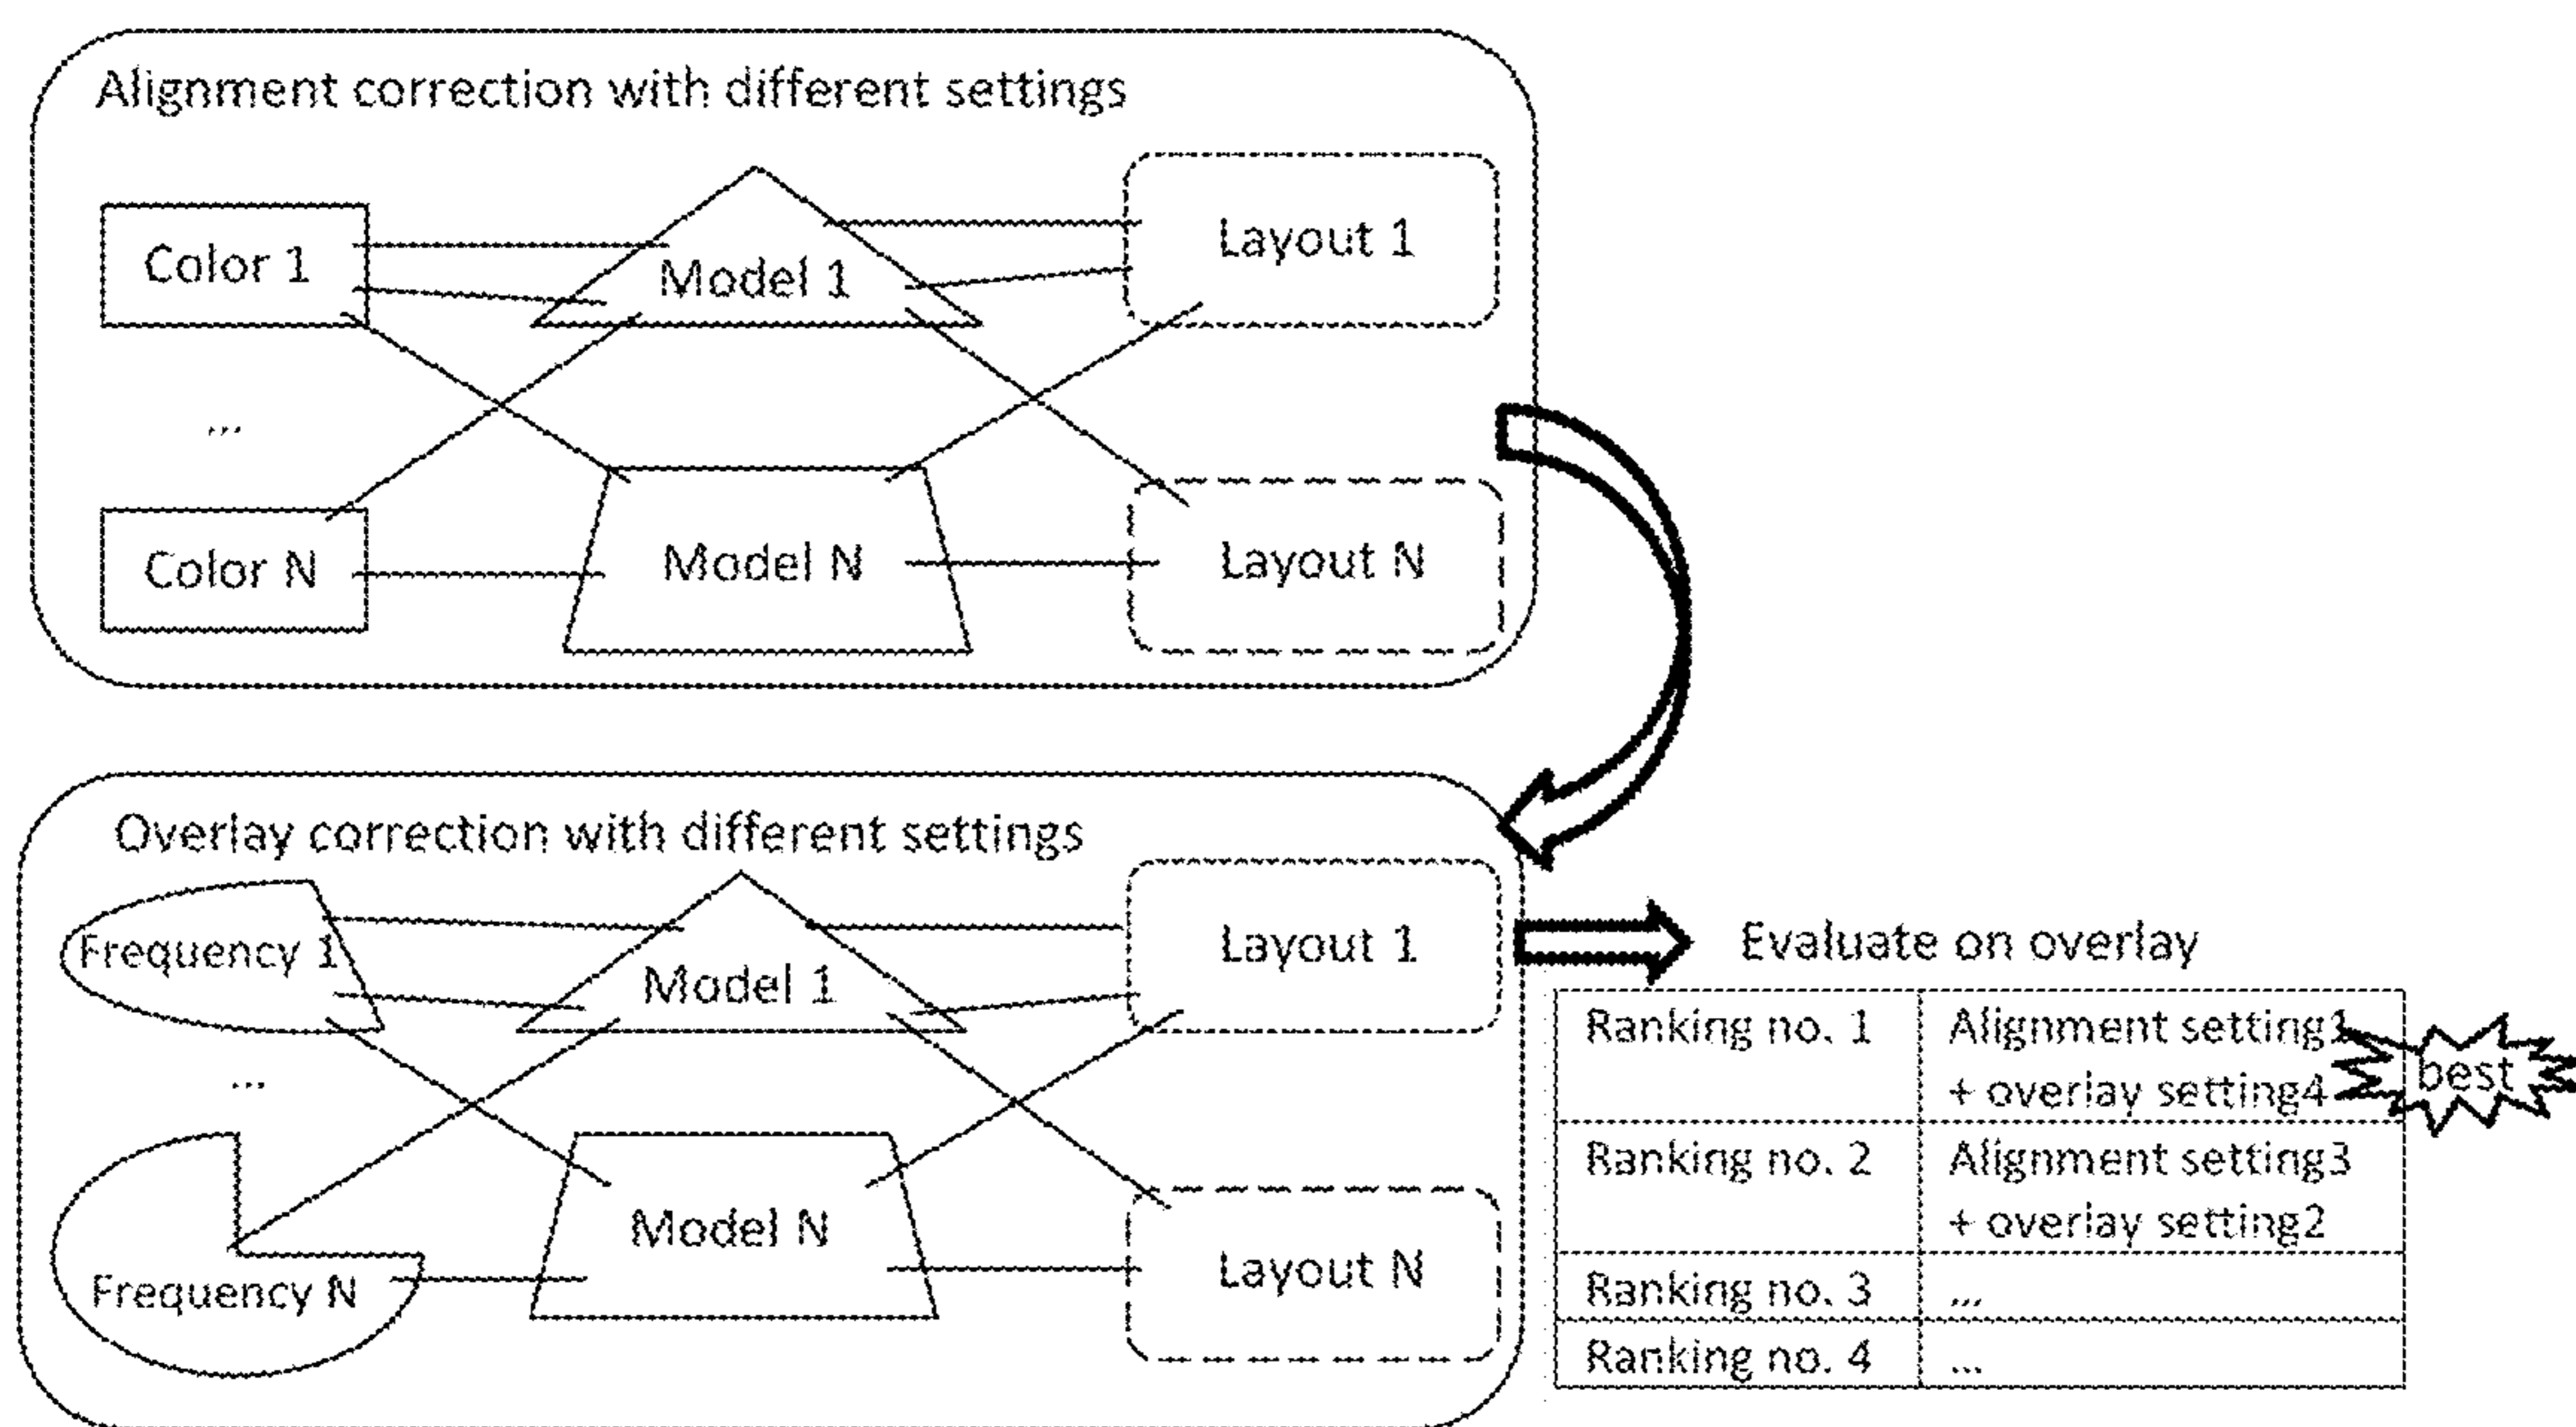 Alignment correction with different settings
Color 1
Model 1
Layout 1
...
Color N
Model N
Layout N
Overlay correction with different settings
Frequency 1
Model 1
Layout 1
...
Frequency N
Model N
Layout N
Evaluate on overlay
Ranking no. 1
Alignment setting1
+ overlay setting4
best
Ranking no. 2
Alignment setting3
+ overlay setting2
Ranking no. 3
...
Ranking no. 4
...